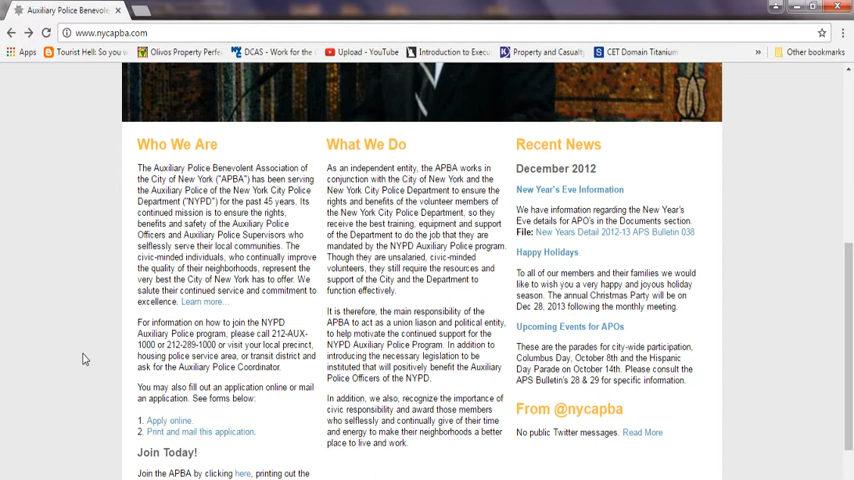 Auxiliary Police Benevole
www.nycapba.com
Apps
Tourist Hell: So you w
Olivos Property Perfe
DCAS - Work for the C
Upload - YouTube
Introduction to Execu
Property and Casualt
CET Domain Titanium
»
Other bookmarks
Who We Are
The Auxiliary Police Benevolent Association of
the City of New York ("APBA") has been serving
the Auxiliary Police of the New York City Police
Department ("NYPD") for the past 45 years. Its
continued mission is to ensure the rights,
benefits and safety of the Auxiliary Police
Officers and Auxiliary Police Supervisors who
selflessly serve their local communities. The
civic-minded individuals, who continually improve
the quality of their neighborhoods, represent the
very best the City of New York has to offer. We
salute their continued service and commitment to
excellence. Learn more...
For information on how to join the NYPD
Auxiliary Police program, please call 212-AUX-
1000 or 212-289-1000 or visit your local precinct,
housing police service area, or transit district and
ask for the Auxiliary Police Coordinator.
You may also fill out an application online or mail
an application. See forms below:
1. Apply online.
2. Print and mail this application.
Join Today!
Join the APBA by clicking here, printing out the
What We Do
As an independent entity, the APBA works in
conjunction with the City of New York and the
New York City Police Department to ensure the
rights and benefits of the volunteer members of
the New York City Police Department, so they
receive the best training, equipment and support
of the Department to do the job that they are
mandated by the NYPD Auxiliary Police program.
Though they are unsalaried, civic-minded
volunteers, they still require the resources and
support of the City and the Department to
function effectively.
It is therefore, the main responsibility of the
APBA to act as a union liason and political entity,
to help motivate the continued support for the
NYPD Auxiliary Police Program. In addition to
introducing the necessary legislation to be
instituted that will positively benefit the Auxiliary
Police Officers of the NYPD.
In addition, we also, recognize the importance of
civic responsibility and award those members
who selflessly and continually give of their time
and energy to make their neighborhoods a better
place to live and work.
Recent News
December 2012
New Year's Eve Information
We have information regarding the New Year's
Eve details for APO's in the Documents section.
File: New Years Detail 2012-13 APS Bulletin 038
Happy Holidays
To all of our members and their families we would
like to wish you a very happy and joyous holiday
season. The annual Christmas Party will be on
Dec 28, 2013 following the monthly meeting.
Upcoming Events for APOs
These are the parades for city-wide participation,
Columbus Day, October 8th and the Hispanic
Day Parade on October 14th. Please consult the
APS Bulletin's 28 & 29 for specific information.
From @nycapba
No public Twitter messages. Read More